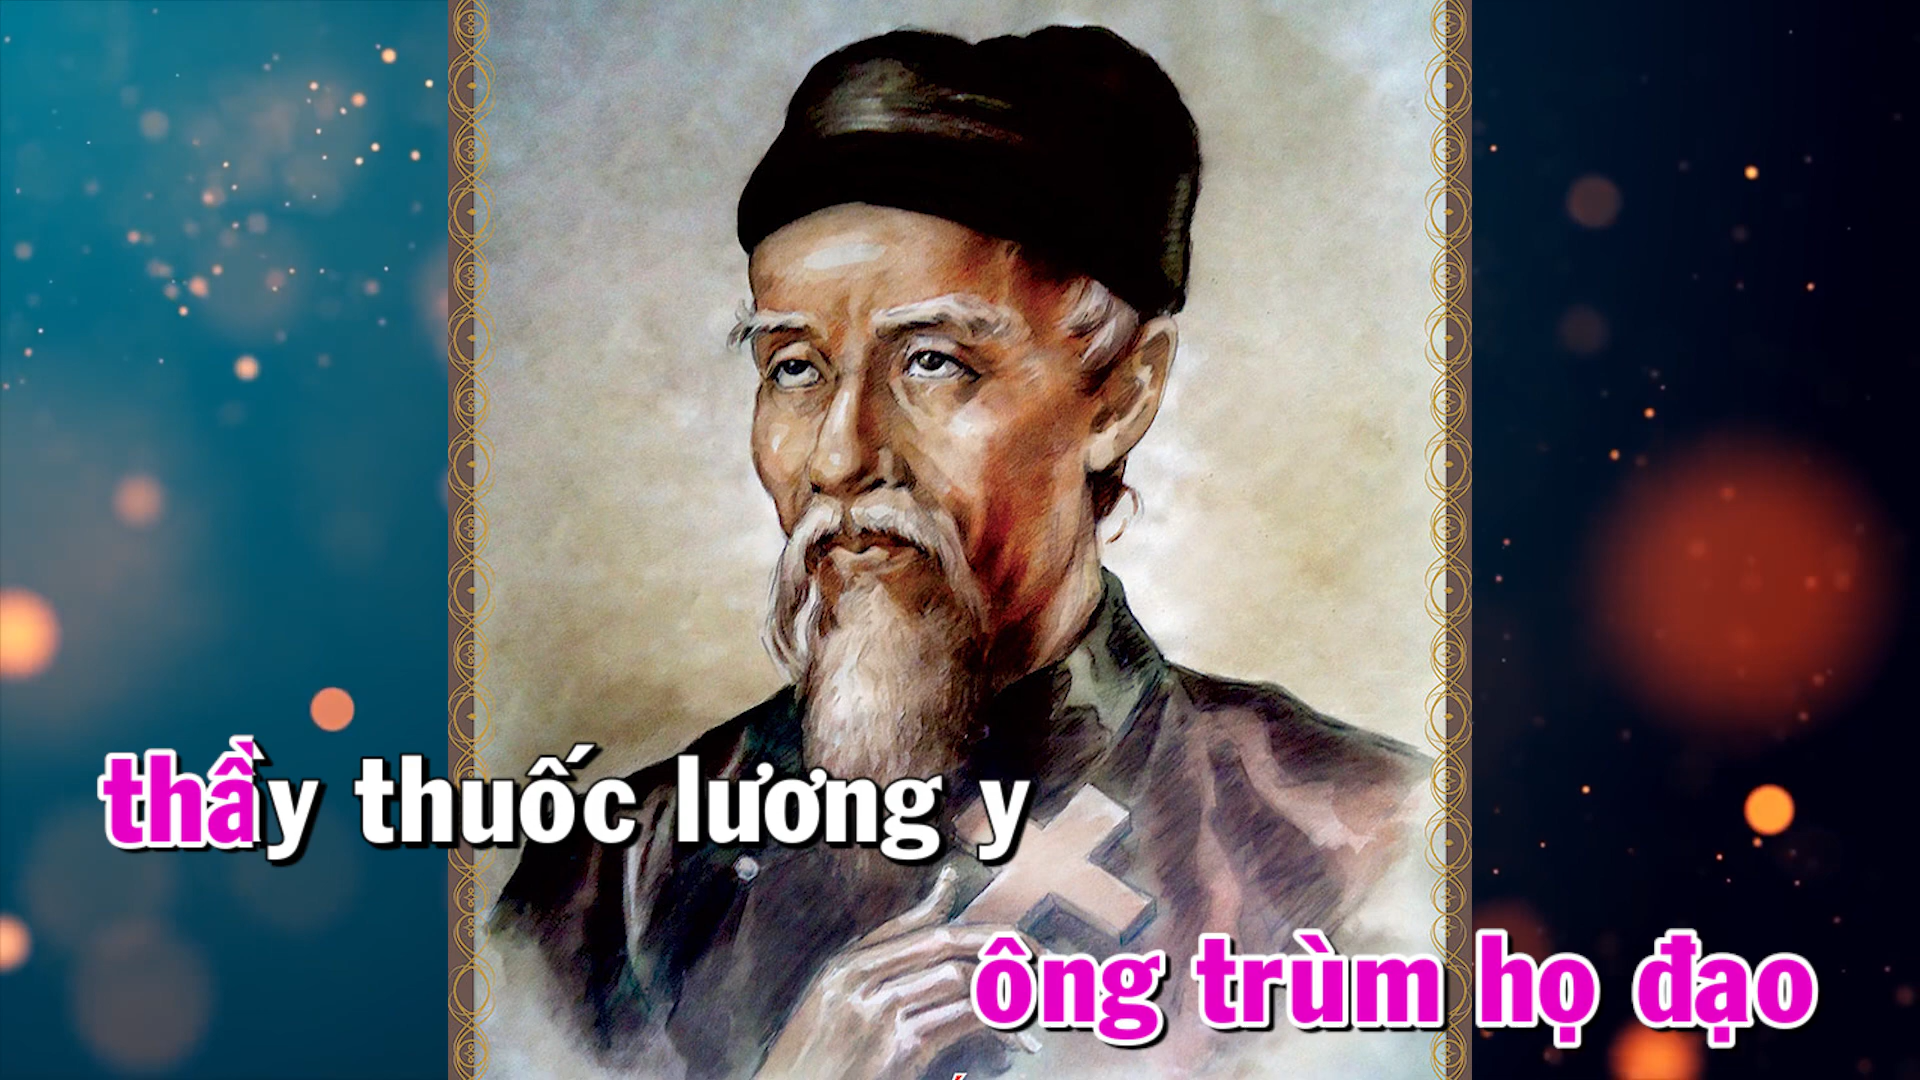 thầy thuốc lương y
ông trùm họ đạo